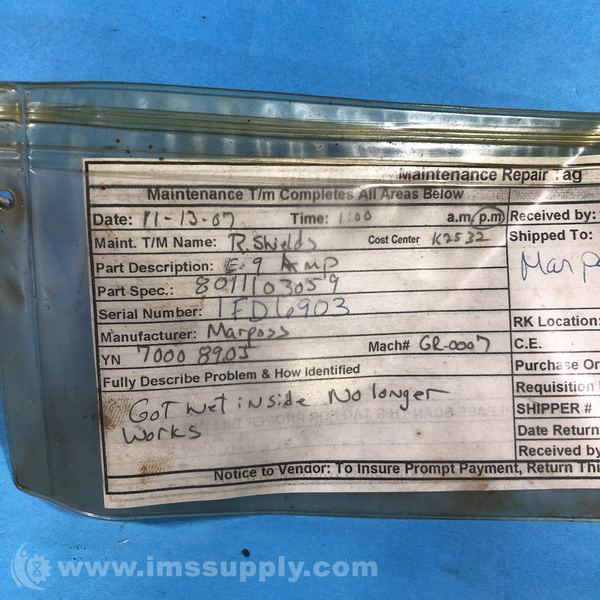 Maintenance Repair Tag
Maintenance T/m Completes All Areas Below
Date: 11-13-07 Time: 1:00 a.m. p.m. Received by:
Maint. T/M Name: R. Shields Cost Center K2532 Shipped To:
Part Description: E-9 AMP
Part Spec.: 8011103059
Serial Number: 1FD6903
RK Location:
Manufacturer: Marposs
C.E.
YN 7000 8905 Mach# GR-0007
Purchase Or
Fully Describe Problem & How Identified
Requisition
Got wet inside No longer
Works
SHIPPER #
Date Return
Received by
Notice to Vendor: To Insure Prompt Payment, Return Thi
www.imssupply.com